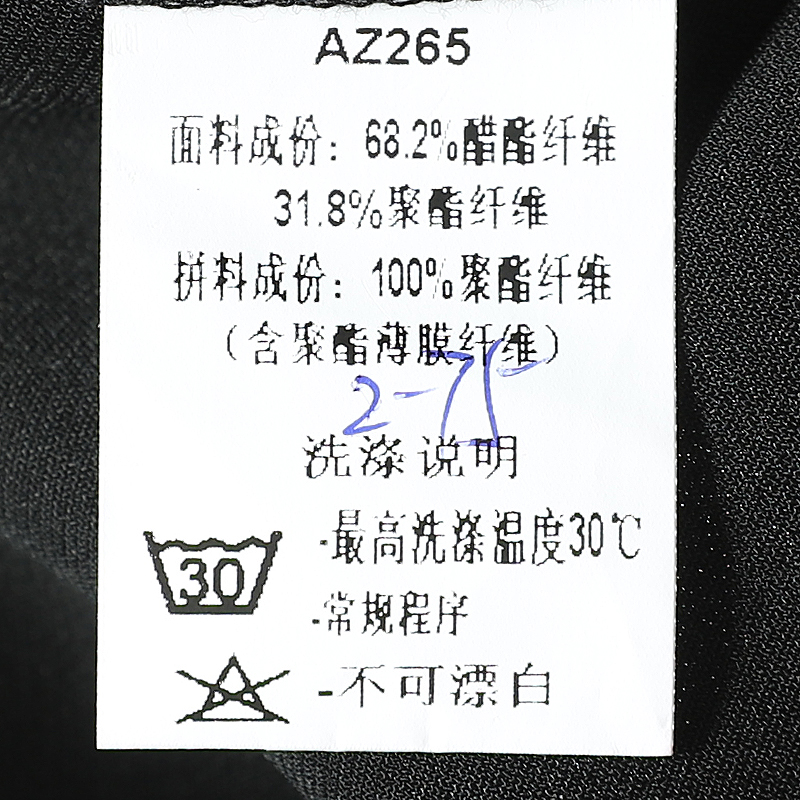 AZ265
面料成份：68.2%醋酯纤维
31.8%聚酯纤维
拼料成份：100%聚酯纤维
（含聚酯薄膜纤维）
洗涤说明
30
-最高洗涤温度30℃
-常规程序
-不可漂白